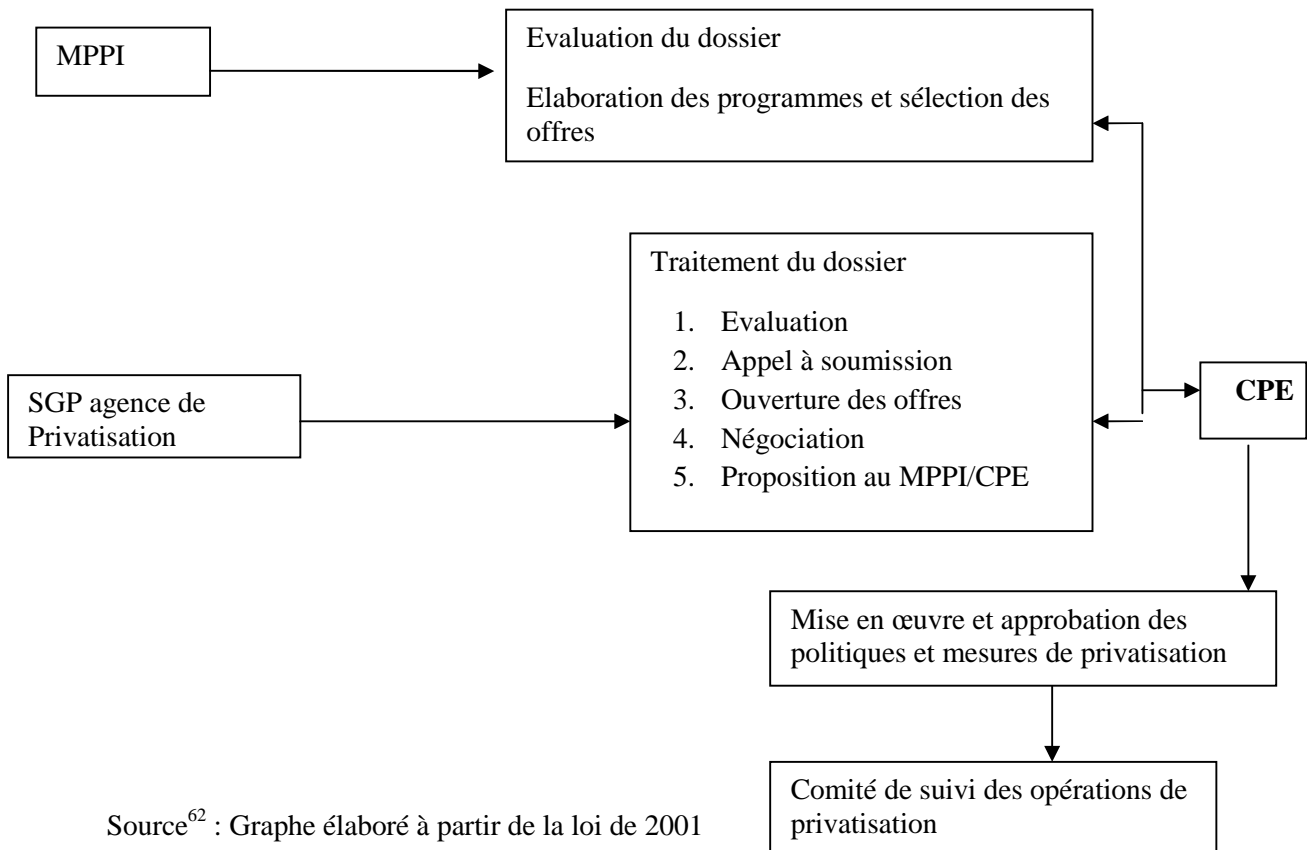 MPPI
Evaluation du dossier
Elaboration des programmes et sélection des
offres
Traitement du dossier
1. Evaluation
2. Appel à soumission
3. Ouverture des offres
4. Négociation
5. Proposition au MPPI/CPE
SGP agence de
Privatisation
CPE
Mise en œuvre et approbation des
politiques et mesures de privatisation
Comité de suivi des opérations de
privatisation
Source⁶² : Graphe élaboré à partir de la loi de 2001